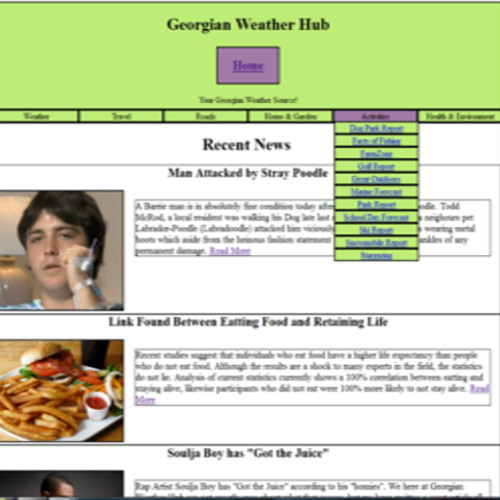 Georgian Weather Hub
Home
Your Georgian Weather Source!
Weather Travel Roads Home & Garden Activities Health & Environment
Dog Park Report
Facts of Fishing
FarmZone
Golf Report
Great Outdoors
Marine Forecast
Park Report
School Day Forecast
Ski Report
Snowmobile Report
Stargazing
Recent News
Man Attacked by Stray Poodle
A Barrie man is in absolutely fine condition today after odle. Todd
McRod, a local resident was walking his Dog late last a neighours pet
Labrador-Poodle (Labradoodle) attacked him viciously s wearing metal
boots which aside from the heinous fashion statement ankles of any
permanent damage. Read More
Link Found Between Eatting Food and Retaining Life
Recent studies suggest that individuals who eat food have a higher life expectancy than people
who do not eat food. Although the results are a shock to many experts in the field, the statistics
do not lie. Analysis of current statistics currently shows a 100% correlation between eating and
staying alive, likewise participants who did not eat were 100% more likely to not stay alive. Read
More
Soulja Boy has "Got the Juice"
Rap Artist Soulja Boy has "Got the Juice" according to his "homies". We here at Georgian